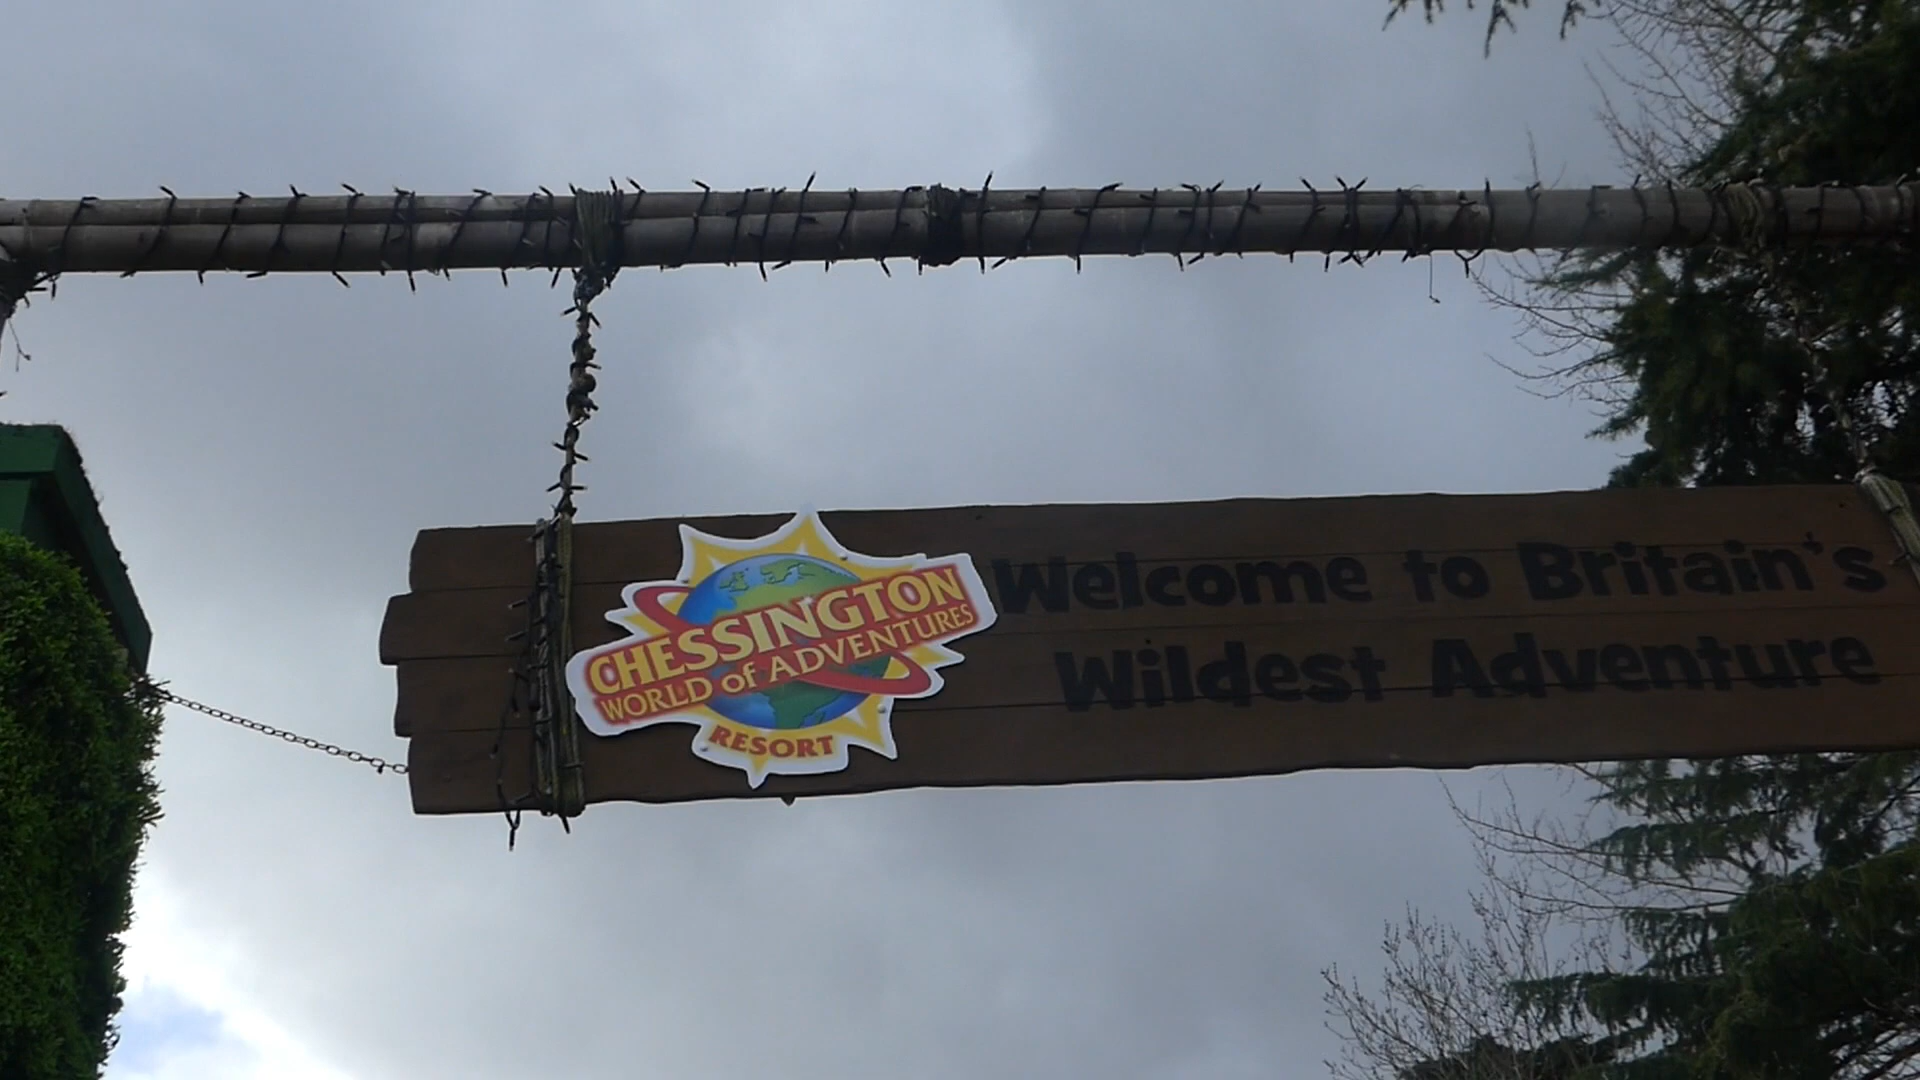 CHESSINGTON
WORLD of ADVENTURES
RESORT
Welcome to Britain's
Wildest Adventure